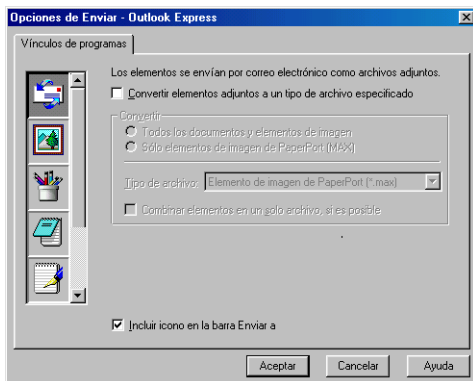 Opciones de Enviar - Outlook Express
Vínculos de programas
Los elementos se envían por correo electrónico como archivos adjuntos.
Convertir elementos adjuntos a un tipo de archivo especificado
Convertir
Todos los documentos y elementos de imagen
Sólo elementos de imagen de PaperPort (MAX)
Tipo de archivo: Elemento de imagen de PaperPort (*.max)
Combinar elementos en un solo archivo, si es posible
Incluir icono en la barra Enviar a
Aceptar Cancelar Ayuda